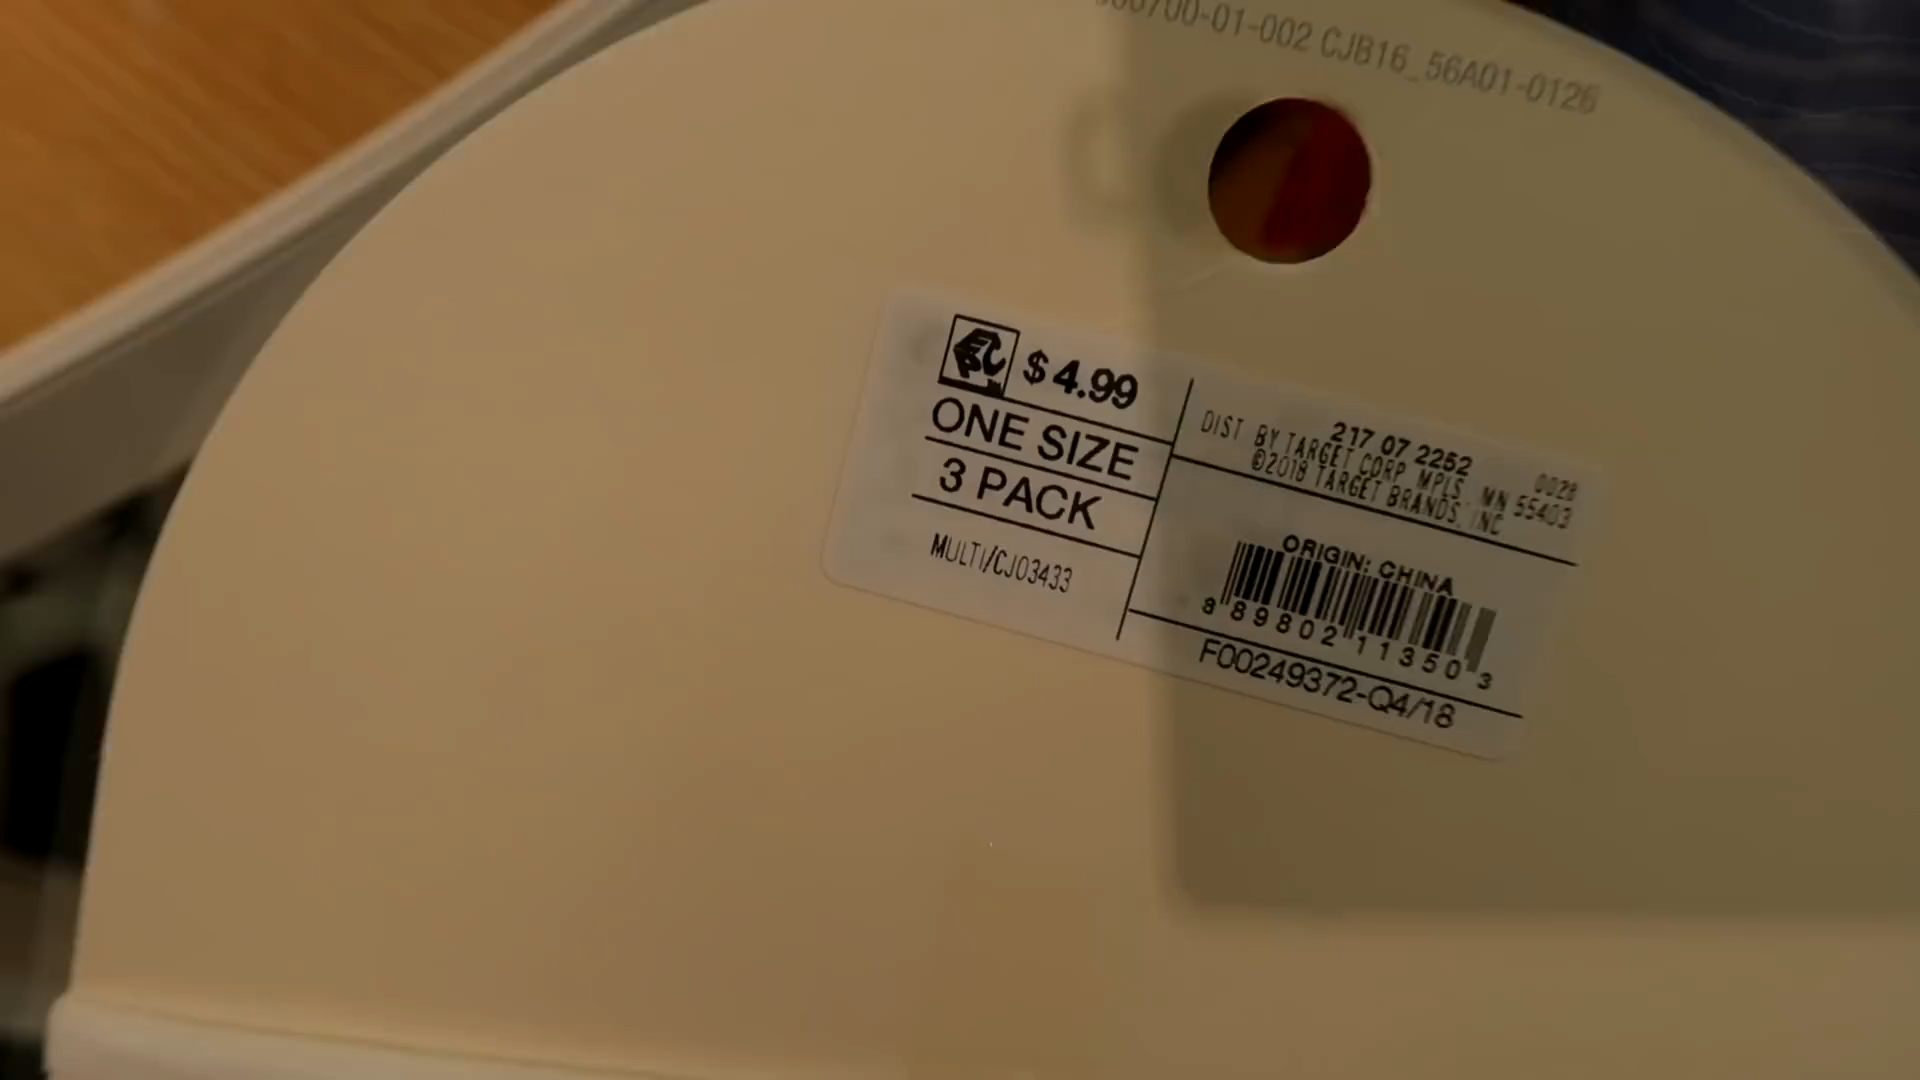 00700-01-002 CJB16_56A01-0126
$4.99
ONE SIZE
3 PACK
MULTI/CJ03433
217 07 2252
0028
DIST BY TARGET CORP MPLS, MN 55403
©2018 TARGET BRANDS, INC
ORIGIN: CHINA
8 89802 11350 3
F00249372-Q4/18